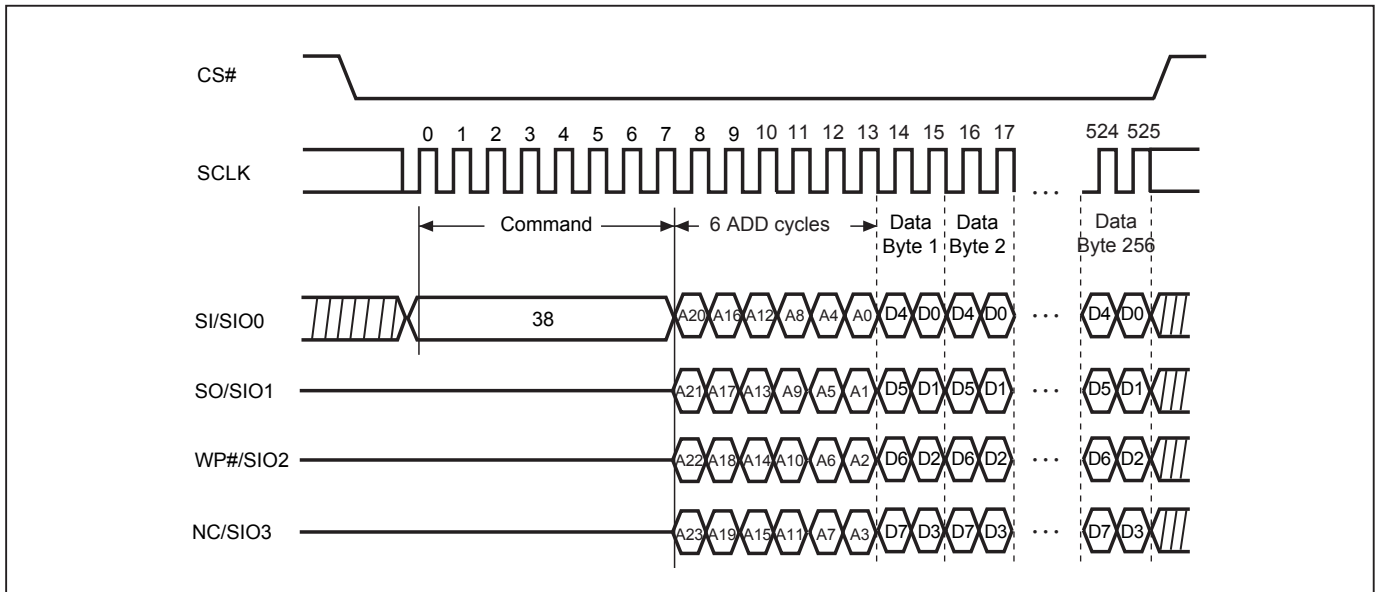 CS#
0 1 2 3 4 5 6 7 8 9 10 11 12 13 14 15 16 17 524 525
SCLK
...
Command 6 ADD cycles Data Byte 1 Data Byte 2 Data Byte 256
SI/SIO0 38 A20 A16 A12 A8 A4 A0 D4 D0 D4 D0 ... D4 D0
SO/SIO1 A21 A17 A13 A9 A5 A1 D5 D1 D5 D1 ... D5 D1
WP#/SIO2 A22 A18 A14 A10 A6 A2 D6 D2 D6 D2 ... D6 D2
NC/SIO3 A23 A19 A15 A11 A7 A3 D7 D3 D7 D3 ... D7 D3